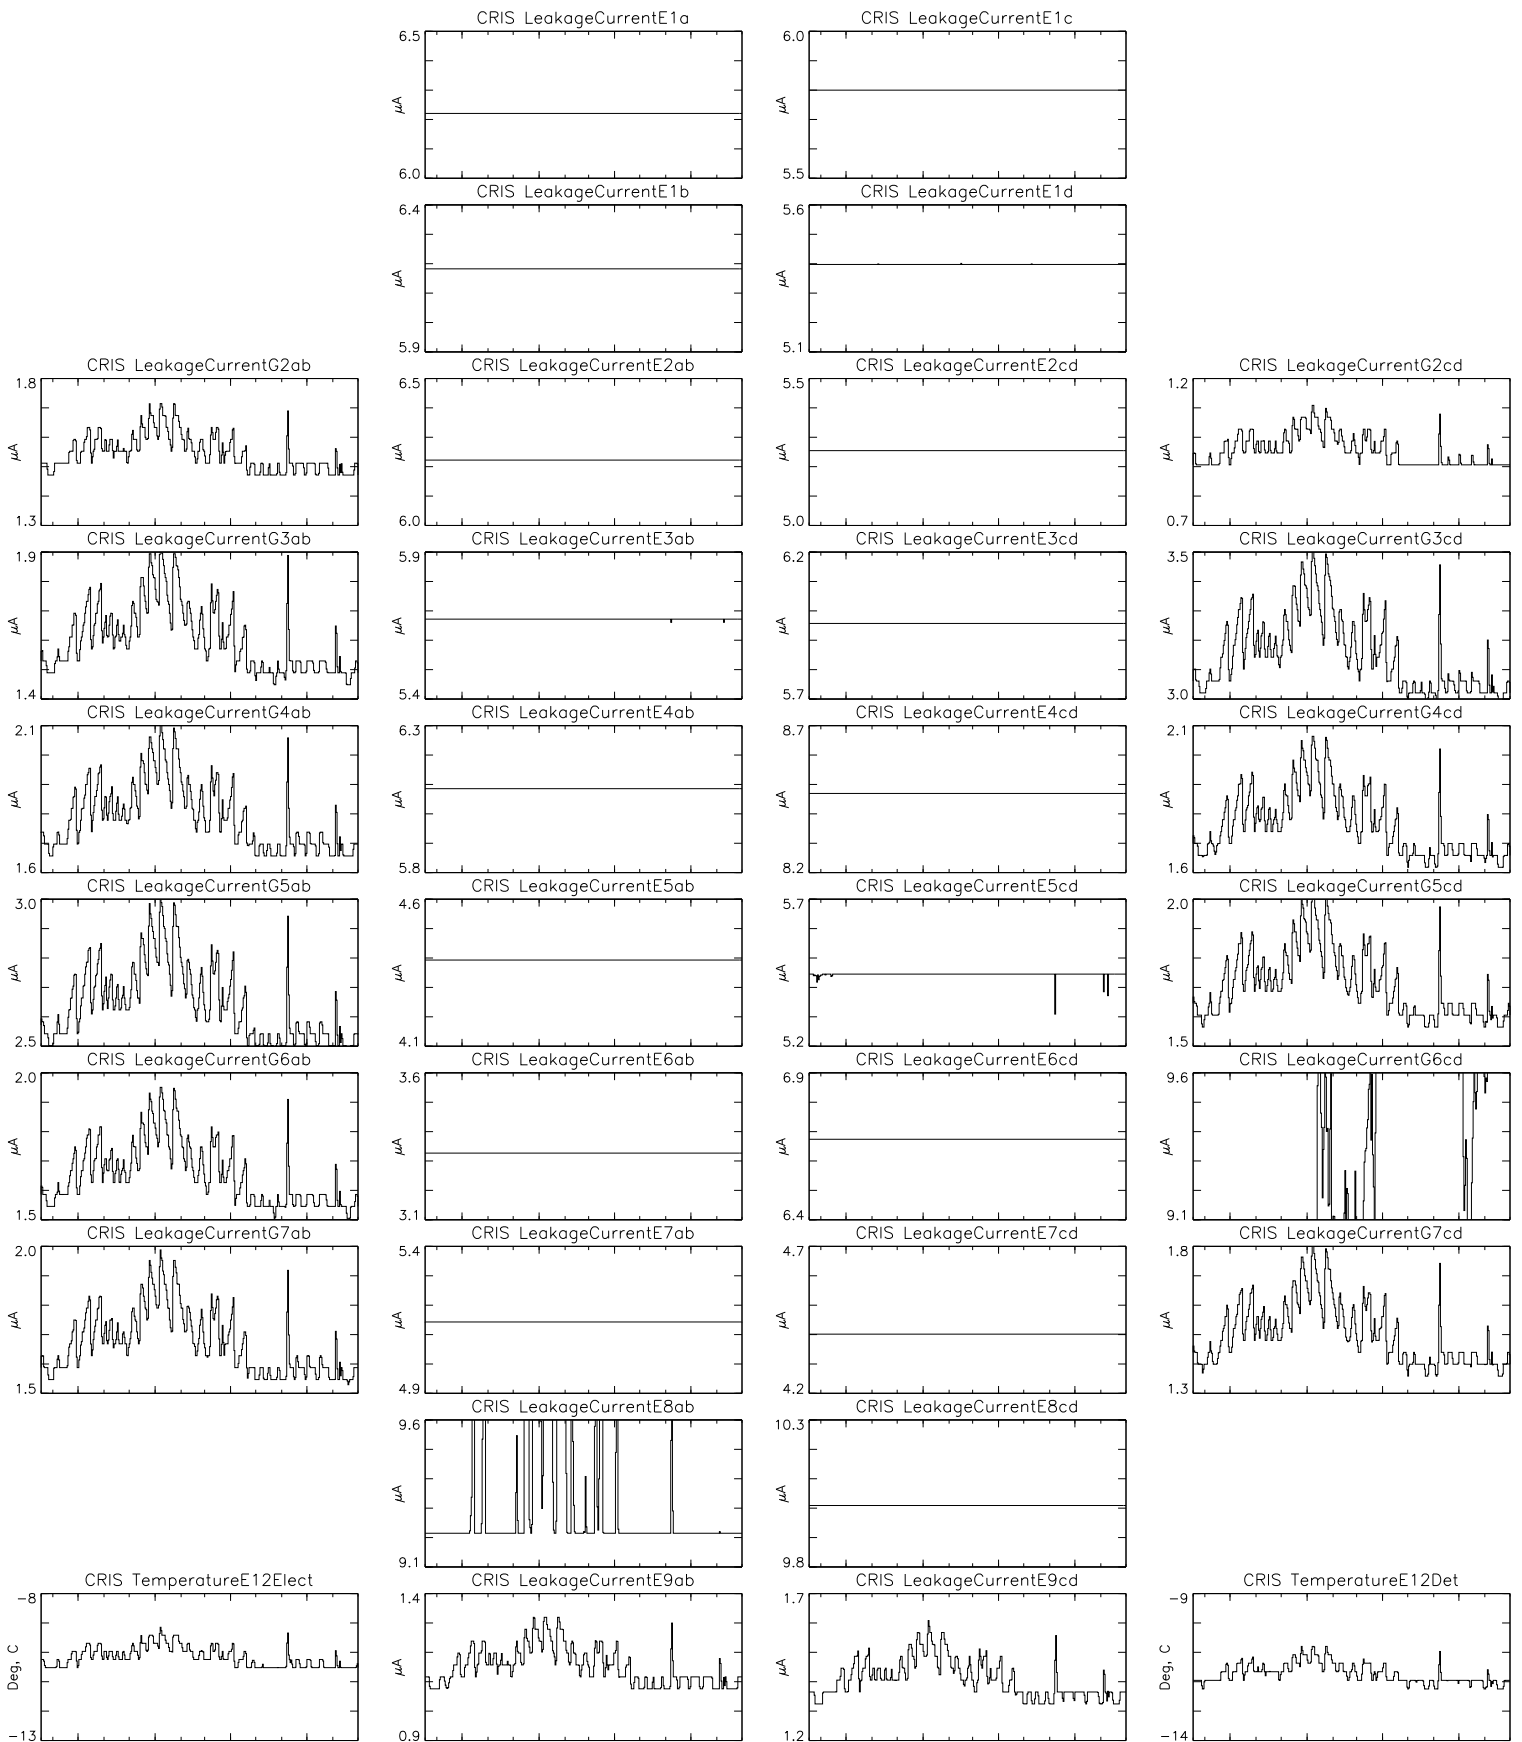 CRIS LeakageCurrentE1a
6.5
μA
6.0
CRIS LeakageCurrentE1c
6.0
μA
5.5
CRIS LeakageCurrentE1b
6.4
μA
5.9
CRIS LeakageCurrentE1d
5.6
μA
5.1
CRIS LeakageCurrentG2ab
1.8
μA
1.3
CRIS LeakageCurrentE2ab
6.5
μA
6.0
CRIS LeakageCurrentE2cd
5.5
μA
5.0
CRIS LeakageCurrentG2cd
1.2
μA
0.7
CRIS LeakageCurrentG3ab
1.9
μA
1.4
CRIS LeakageCurrentE3ab
5.9
μA
5.4
CRIS LeakageCurrentE3cd
6.2
μA
5.7
CRIS LeakageCurrentG3cd
3.5
μA
3.0
CRIS LeakageCurrentG4ab
2.1
μA
1.6
CRIS LeakageCurrentE4ab
6.3
μA
5.8
CRIS LeakageCurrentE4cd
8.7
μA
8.2
CRIS LeakageCurrentG4cd
2.1
μA
1.6
CRIS LeakageCurrentG5ab
3.0
μA
2.5
CRIS LeakageCurrentE5ab
4.6
μA
4.1
CRIS LeakageCurrentE5cd
5.7
μA
5.2
CRIS LeakageCurrentG5cd
2.0
μA
1.5
CRIS LeakageCurrentG6ab
2.0
μA
1.5
CRIS LeakageCurrentE6ab
3.6
μA
3.1
CRIS LeakageCurrentE6cd
6.9
μA
6.4
CRIS LeakageCurrentG6cd
9.6
μA
9.1
CRIS LeakageCurrentG7ab
2.0
μA
1.5
CRIS LeakageCurrentE7ab
5.4
μA
4.9
CRIS LeakageCurrentE7cd
4.7
μA
4.2
CRIS LeakageCurrentG7cd
1.8
μA
1.3
CRIS LeakageCurrentE8ab
9.6
μA
9.1
CRIS LeakageCurrentE8cd
10.3
μA
9.8
CRIS TemperatureE12Elect
-8
Deg, C
-13
CRIS LeakageCurrentE9ab
1.4
μA
0.9
CRIS LeakageCurrentE9cd
1.7
μA
1.2
CRIS TemperatureE12Det
-9
Deg, C
-14